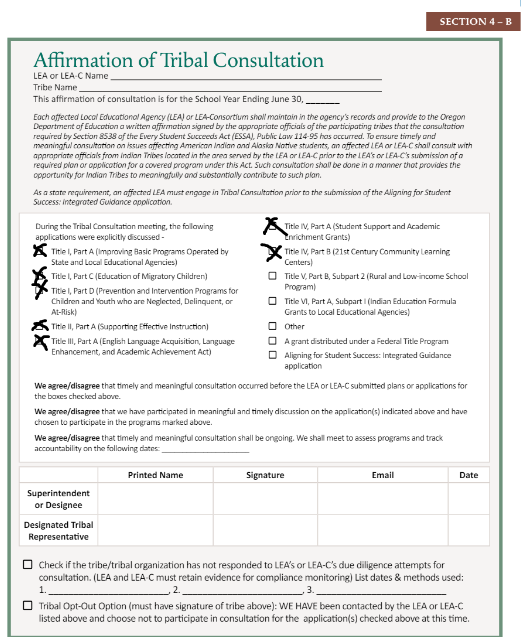 SECTION 4 – B
Affirmation of Tribal Consultation
LEA or LEA-C Name
Tribe Name
This affirmation of consultation is for the School Year Ending June 30,
Each affected Local Educational Agency (LEA) or LEA-Consortium shall maintain in the agency's records and provide to the Oregon
Department of Education a written affirmation signed by the appropriate officials of the participating tribes that the consultation
required by Section 8538 of the Every Student Succeeds Act (ESSA), Public Law 114-95 has occurred. To ensure timely and
meaningful consultation on issues affecting American Indian and Alaska Native students, an affected LEA or LEA-C shall consult with
appropriate officials from Indian Tribes located in the area served by the LEA or LEA-C prior to the LEA's or LEA-C's submission of a
required plan or application for a covered program under this Act. Such consultation shall be done in a manner that provides the
opportunity for Indian Tribes to meaningfully and substantially contribute to such plan.
As a state requirement, an affected LEA must engage in Tribal Consultation prior to the submission of the Aligning for Student
Success: Integrated Guidance application.
During the Tribal Consultation meeting, the following
applications were explicitly discussed -
Title I, Part A (Improving Basic Programs Operated by
State and Local Educational Agencies)
Title I, Part C (Education of Migratory Children)
Title I, Part D (Prevention and Intervention Programs for
Children and Youth who are Neglected, Delinquent, or
At-Risk)
Title II, Part A (Supporting Effective Instruction)
Title III, Part A (English Language Acquisition, Language
Enhancement, and Academic Achievement Act)
Title IV, Part A (Student Support and Academic
Enrichment Grants)
Title IV, Part B (21st Century Community Learning
Centers)
Title V, Part B, Subpart 2 (Rural and Low-income School
Program)
Title VI, Part A, Subpart I (Indian Education Formula
Grants to Local Educational Agencies)
Other
A grant distributed under a Federal Title Program
Aligning for Student Success: Integrated Guidance
application
We agree/disagree that timely and meaningful consultation occurred before the LEA or LEA-C submitted plans or applications for
the boxes checked above.
We agree/disagree that we have participated in meaningful and timely discussion on the application(s) indicated above and have
chosen to participate in the programs marked above.
We agree/disagree that timely and meaningful consultation shall be ongoing. We shall meet to assess programs and track
accountability on the following dates:
Printed Name Signature Email Date
Superintendent
or Designee
Designated Tribal
Representative
Check if the tribe/tribal organization has not responded to LEA's or LEA-C's due diligence attempts for
consultation. (LEA and LEA-C must retain evidence for compliance monitoring) List dates & methods used:
1. , 2. , 3.
Tribal Opt-Out Option (must have signature of tribe above): WE HAVE been contacted by the LEA or LEA-C
listed above and choose not to participate in consultation for the application(s) checked above at this time.